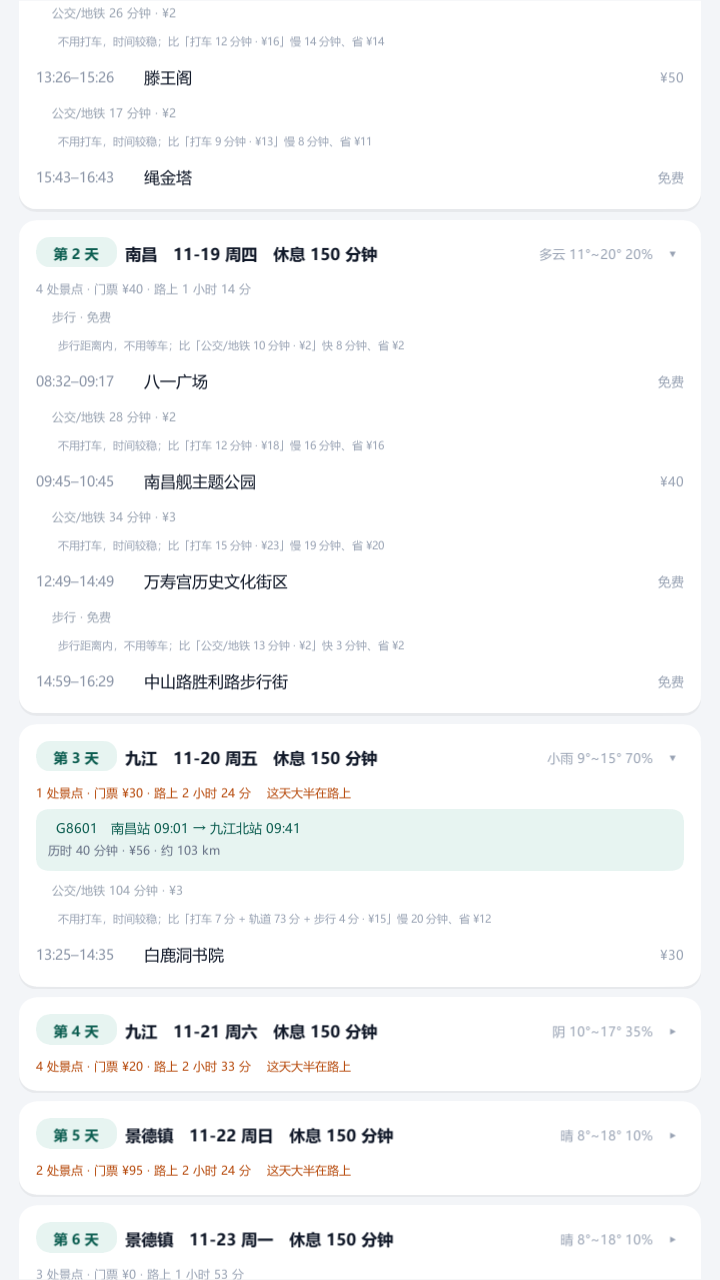 公交/地铁 26 分钟 · ¥2
不用打车，时间较稳；比「打车 12 分钟 · ¥16」慢 14 分钟、省 ¥14
13:26–15:26 滕王阁 ¥50
公交/地铁 17 分钟 · ¥2
不用打车，时间较稳；比「打车 9 分钟 · ¥13」慢 8 分钟、省 ¥11
15:43–16:43 绳金塔 免费
第 2 天 南昌 11-19 周四 休息 150 分钟 多云 11°~20° 20% ▾
4 处景点 · 门票 ¥40 · 路上 1 小时 14 分
步行 · 免费
步行距离内，不用等车；比「公交/地铁 10 分钟 · ¥2」快 8 分钟、省 ¥2
08:32–09:17 八一广场 免费
公交/地铁 28 分钟 · ¥2
不用打车，时间较稳；比「打车 12 分钟 · ¥18」慢 16 分钟、省 ¥16
09:45–10:45 南昌舰主题公园 ¥40
公交/地铁 34 分钟 · ¥3
不用打车，时间较稳；比「打车 15 分钟 · ¥23」慢 19 分钟、省 ¥20
12:49–14:49 万寿宫历史文化街区 免费
步行 · 免费
步行距离内，不用等车；比「公交/地铁 13 分钟 · ¥2」快 3 分钟、省 ¥2
14:59–16:29 中山路胜利路步行街 免费
第 3 天 九江 11-20 周五 休息 150 分钟 小雨 9°~15° 70% ▾
1 处景点 · 门票 ¥30 · 路上 2 小时 24 分 这天大半在路上
G8601 南昌站 09:01 → 九江北站 09:41
历时 40 分钟 · ¥56 · 约 103 km
公交/地铁 104 分钟 · ¥3
不用打车，时间较稳；比「打车 7 分 + 轨道 73 分 + 步行 4 分 · ¥15」慢 20 分钟、省 ¥12
13:25–14:35 白鹿洞书院 ¥30
第 4 天 九江 11-21 周六 休息 150 分钟 阴 10°~17° 35% ▸
4 处景点 · 门票 ¥20 · 路上 2 小时 33 分 这天大半在路上
第 5 天 景德镇 11-22 周日 休息 150 分钟 晴 8°~18° 10% ▸
2 处景点 · 门票 ¥95 · 路上 2 小时 24 分 这天大半在路上
第 6 天 景德镇 11-23 周一 休息 150 分钟 晴 8°~18° 10% ▸
3 处景点 · 门票 ¥0 · 路上 1 小时 53 分